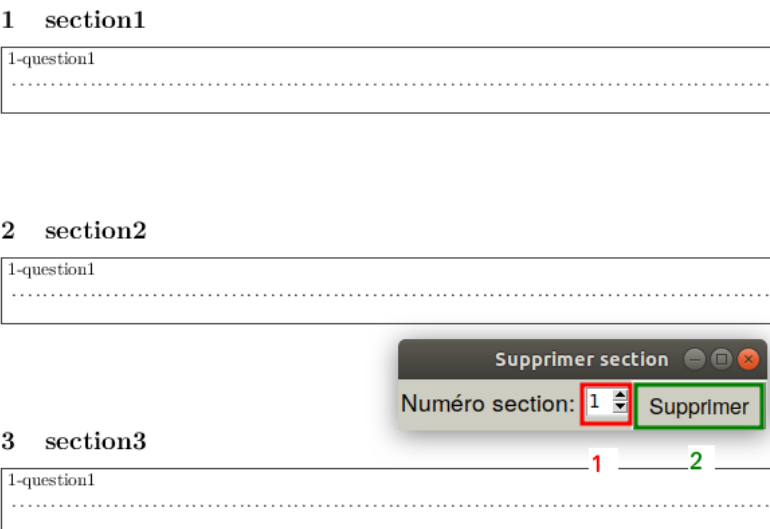 1 section1
1-question1
2 section2
1-question1
Supprimer section
Numéro section: 1 Supprimer
1 2
3 section3
1-question1